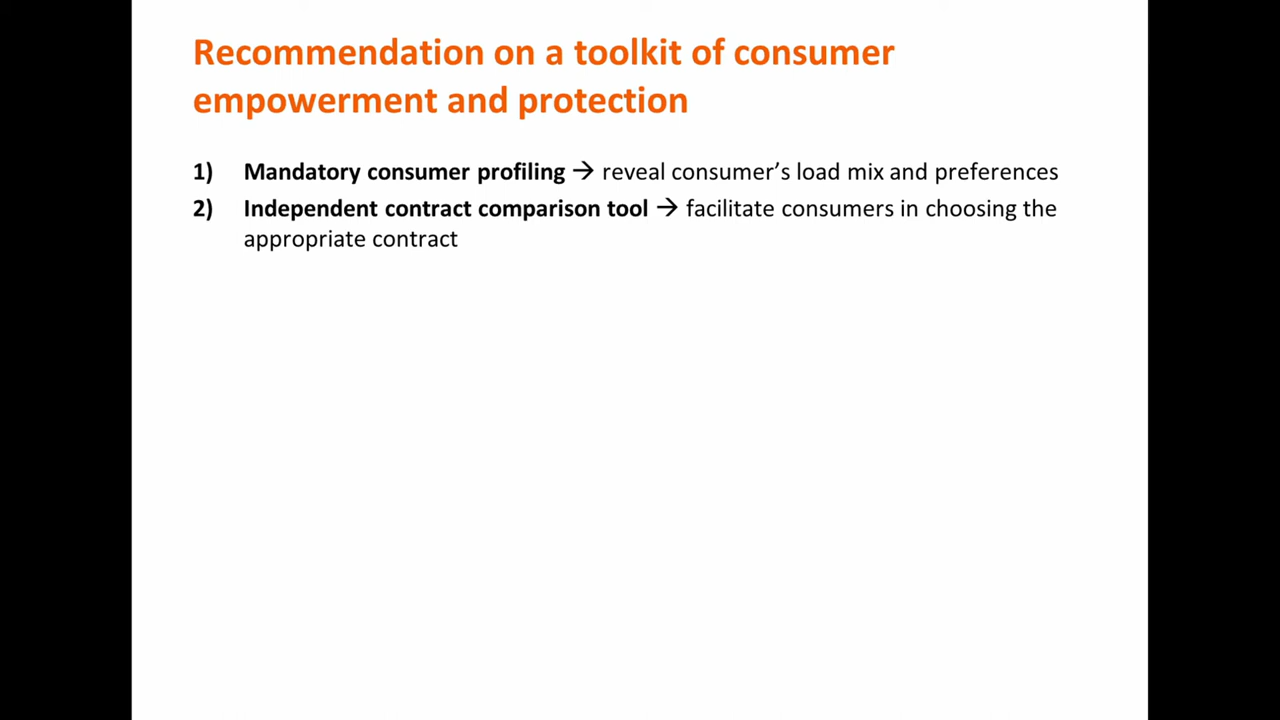 Recommendation on a toolkit of consumer
empowerment and protection
1) Mandatory consumer profiling → reveal consumer’s load mix and preferences
2) Independent contract comparison tool → facilitate consumers in choosing the
appropriate contract